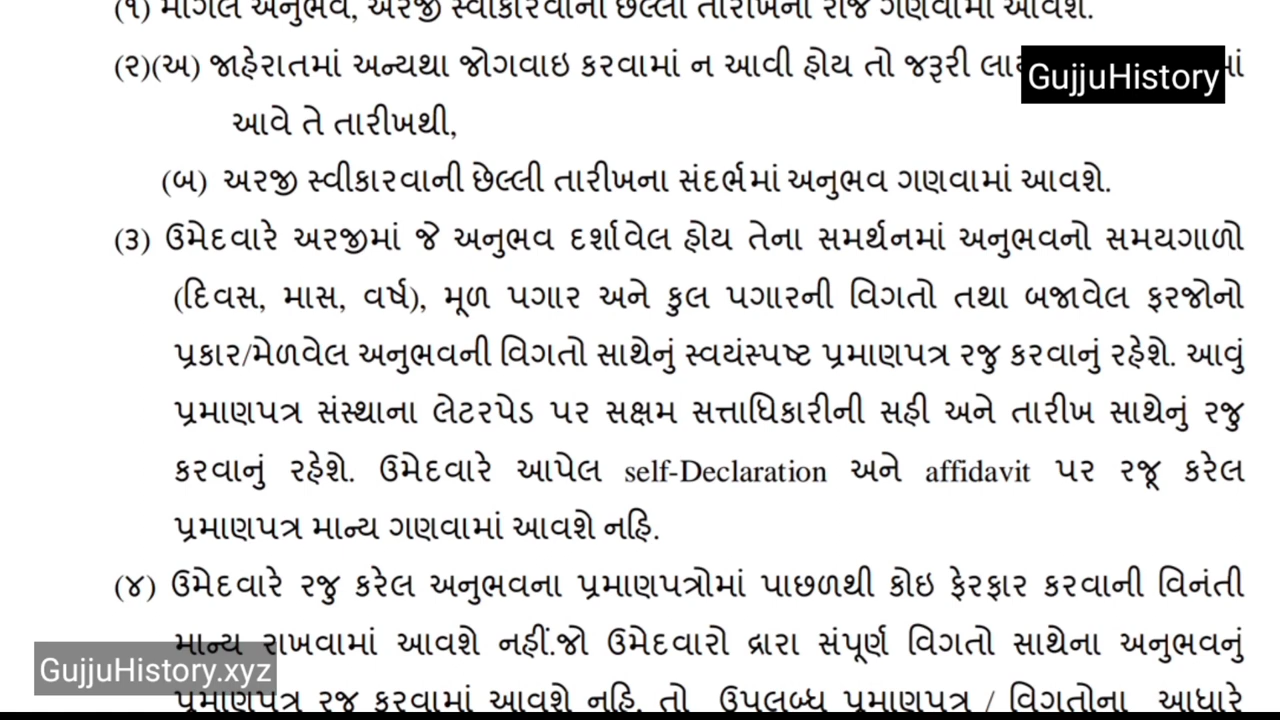 (૧) માગેલ અનુભવ, અરજી સ્વીકારવાની છેલ્લી તારીખના રોજ ગણવામાં આવશે.
(૨)(અ) જાહેરાતમાં અન્યથા જોગવાઇ કરવામાં ન આવી હોય તો જરૂરી
GujjuHistory
આવે તે તારીખથી,
(બ) અરજી સ્વીકારવાની છેલ્લી તારીખના સંદર્ભમાં અનુભવ ગણવામાં આવશે.
(૩) ઉમેદવારે અરજીમાં જે અનુભવ દર્શાવેલ હોય તેના સમર્થનમાં અનુભવનો સમયગાળો
(દિવસ, માસ, વર્ષ), મૂળ પગાર અને કુલ પગારની વિગતો તથા બજાવેલ ફરજોનો
પ્રકાર/મેળવેલ અનુભવની વિગતો સાથેનું સ્વયંસ્પષ્ટ પ્રમાણપત્ર રજુ કરવાનું રહેશે. આવું
પ્રમાણપત્ર સંસ્થાના લેટરપેડ પર સક્ષમ સત્તાધિકારીની સહી અને તારીખ સાથેનું રજુ
કરવાનું રહેશે. ઉમેદવારે આપેલ self-Declaration અને affidavit પર રજૂ કરેલ
પ્રમાણપત્ર માન્ય ગણવામાં આવશે નહિ.
(૪) ઉમેદવારે રજુ કરેલ અનુભવના પ્રમાણપત્રોમાં પાછળથી કોઇ ફેરફાર કરવાની વિનંતી
માન્ય રાખવામાં આવશે નહીં.જો ઉમેદવારો દ્રારા સંપૂર્ણ વિગતો સાથેના અનુભવનું
GujjuHistory.xyz
પ્રમાણપત્ર રજુ કરવામાં આવશે નહિ, તો ઉપલબ્ધ પ્રમાણપત્ર / વિગતોના આધારે